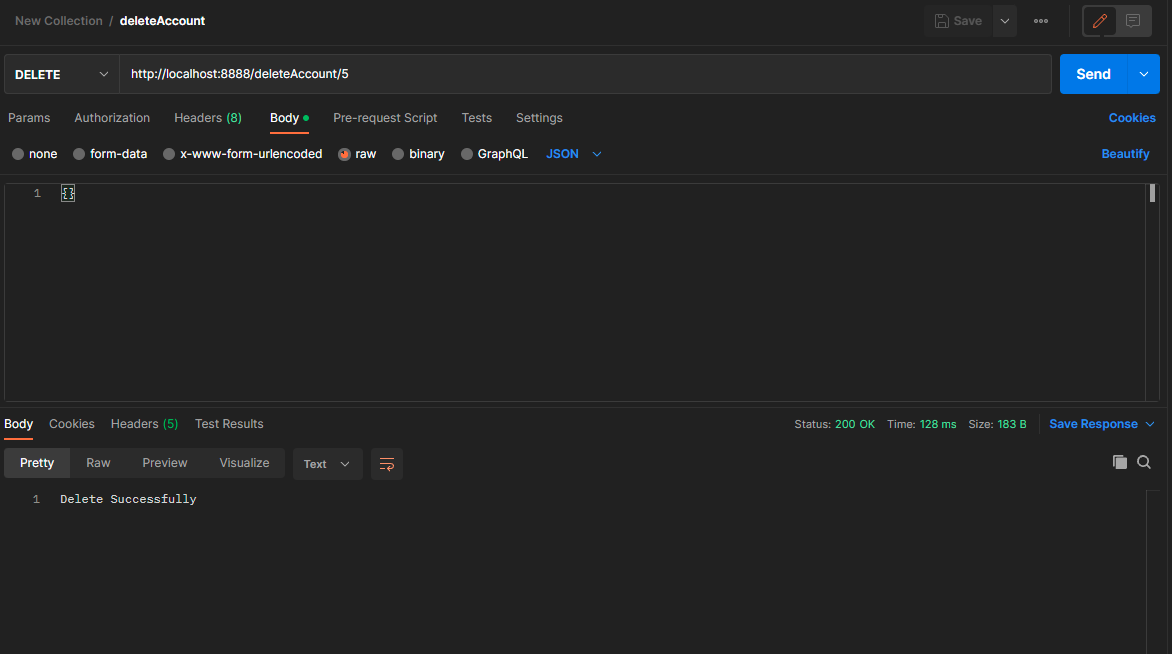 New Collection / deleteAccount
Save
DELETE
http://localhost:8888/deleteAccount/5
Send
Params Authorization Headers (8) Body Pre-request Script Tests Settings Cookies
none form-data x-www-form-urlencoded raw binary GraphQL JSON Beautify
1 {}
Body Cookies Headers (5) Test Results Status: 200 OK Time: 128 ms Size: 183 B Save Response
Pretty Raw Preview Visualize Text
1 Delete Successfully